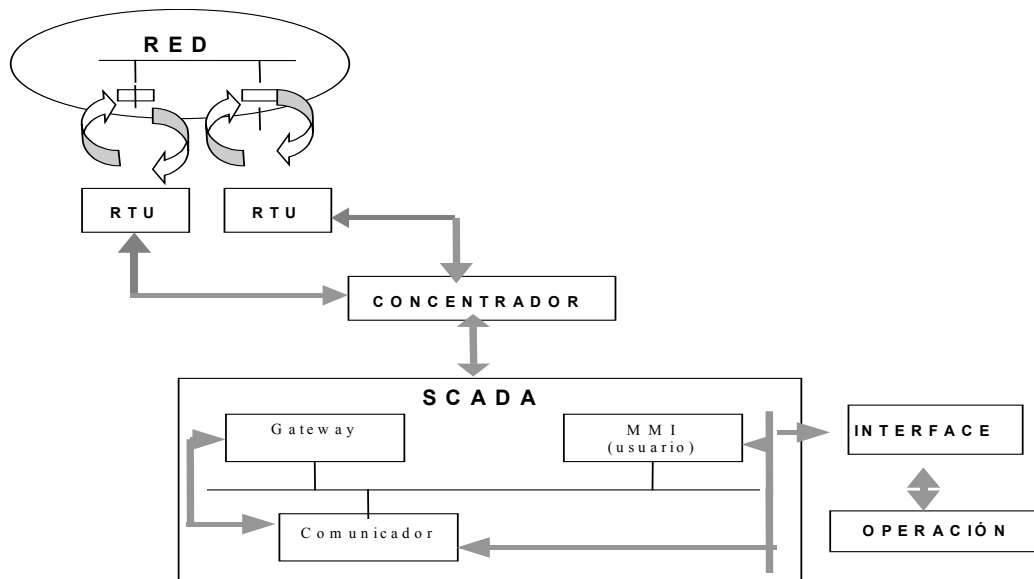 RED
RTU
RTU
CONCENTRADOR
SCADA
Gateway
MMI
(usuario)
INTERFACE
Comunicador
OPERACIÓN